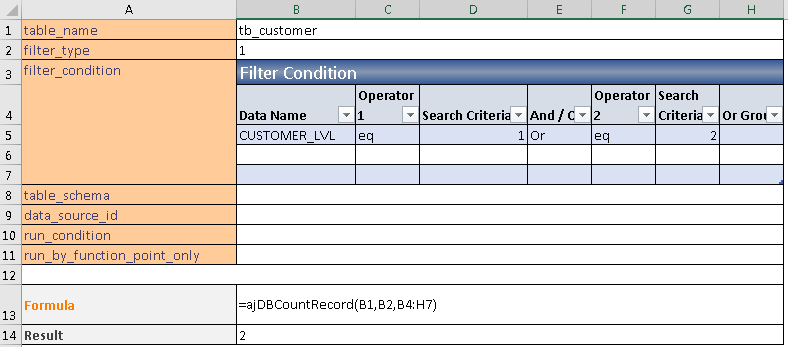 A B C D E F G H
1 table_name tb_customer
2 filter_type 1
3 filter_condition Filter Condition
Operator Operator Search
4 Data Name 1 Search Criteria And / O 2 Criteria Or Grou
5 CUSTOMER_LVL eq 1 Or eq 2
6
7
8 table_schema
9 data_source_id
10 run_condition
11 run_by_function_point_only
12
13 Formula =ajDBCountRecord(B1,B2,B4:H7)
14 Result 2